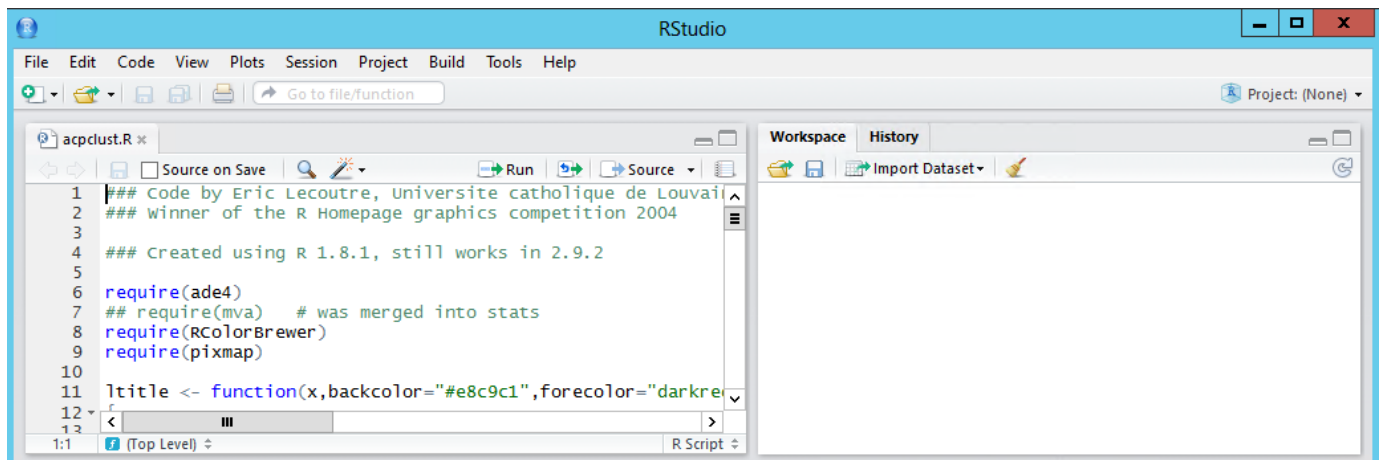 RStudio
File Edit Code View Plots Session Project Build Tools Help
Go to file/function
Project: (None)
acpclust.R
Source on Save Run Source
1 ### Code by Eric Lecoutre, Universite catholique de
2 ### Winner of the R Homepage graphics competition 2004
3
4 ### Created using R 1.8.1, still works in 2.9.2
5
6 require(ade4)
7 ## require(mva) # was merged into stats
8 require(RColorBrewer)
9 require(pixmap)
10
11 ltitle <- function(x,backcolor="#e8c9c1",forecolor="
12
13
1:1 (Top Level) R Script
Workspace History
Import Dataset